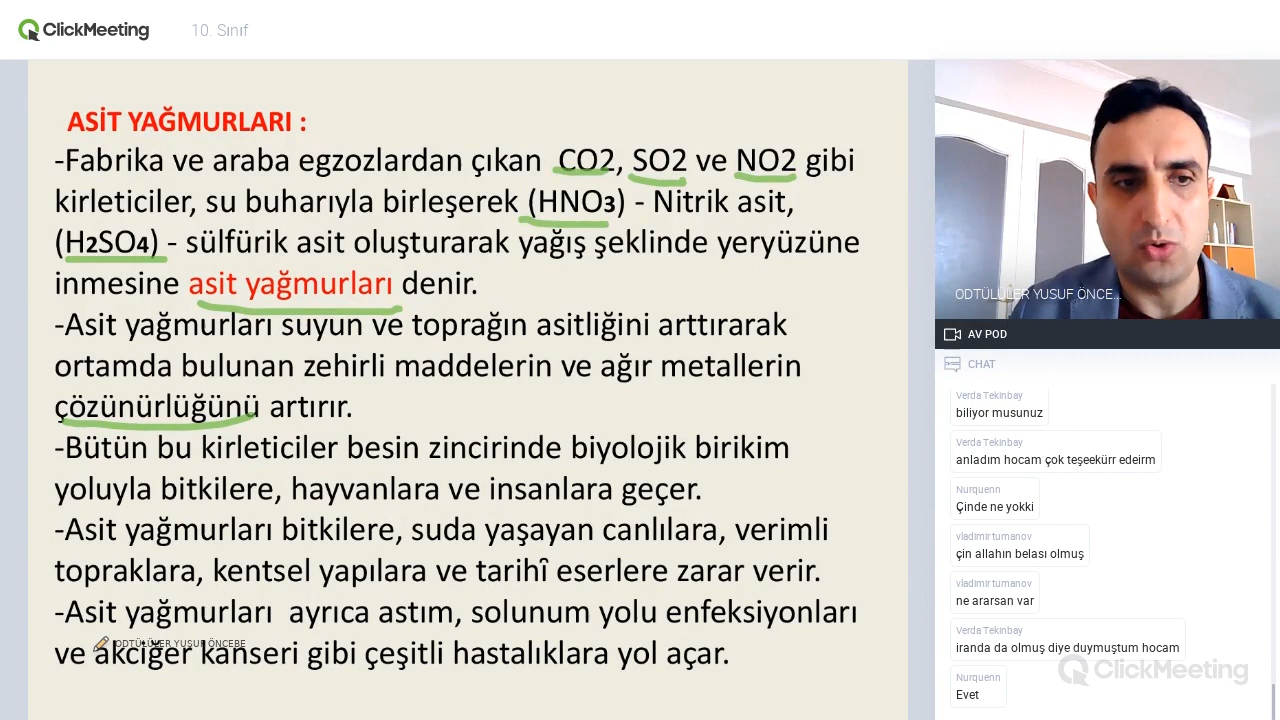 ClickMeeting
10. Sınıf
ASİT YAĞMURLARI :
-Fabrika ve araba egzozlardan çıkan CO2, SO2 ve NO2 gibi
kirleticiler, su buharıyla birleşerek (HNO3) - Nitrik asit,
(H2SO4) - sülfürik asit oluşturarak yağış şeklinde yeryüzüne
inmesine asit yağmurları denir.
-Asit yağmurları suyun ve toprağın asitliğini arttırarak
ortamda bulunan zehirli maddelerin ve ağır metallerin
çözünürlüğünü artırır.
-Bütün bu kirleticiler besin zincirinde biyolojik birikim
yoluyla bitkilere, hayvanlara ve insanlara geçer.
-Asit yağmurları bitkilere, suda yaşayan canlılara, verimli
topraklara, kentsel yapılara ve tarihî eserlere zarar verir.
-Asit yağmurları ayrıca astım, solunum yolu enfeksiyonları
ODTÜLÜLER YUSUF ÖNCEBE
ve akciğer kanseri gibi çeşitli hastalıklara yol açar.
ODTÜLÜLER YUSUF ÖNCE...
AV POD
CHAT
Verda Tekinbay
biliyor musunuz
Verda Tekinbay
anladım hocam çok teşeekürr edeirm
Nurquenn
Çinde ne yokki
vladimir tumanov
çin allahın belası olmuş
vladimir tumanov
ne ararsan var
Verda Tekinbay
iranda da olmuş diye duymuştum hocam
ClickMeeting
Nurquenn
Evet